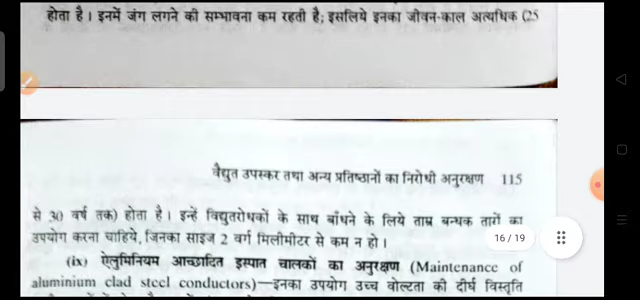 होता है। इनमें जंग लगने की सम्भावना कम रहती है; इसलिये इनका जीवन-काल अत्यधिक (25
वैद्युत उपस्कर तथा अन्य प्रतिष्ठानों का निरोधी अनुरक्षण 115
से 30 वर्ष तक) होता है। इन्हें विद्युतरोधकों के साथ बाँधने के लिये ताम्र बन्धक तारों का
उपयोग करना चाहिये, जिनका साइज 2 वर्ग मिलीमीटर से कम न हो।
16 / 19
(ix) ऐलुमिनियम आच्छादित इस्पात चालकों का अनुरक्षण (Maintenance of
aluminium clad steel conductors)—इनका उपयोग उच्च वोल्टता की दीर्घ विस्तृति